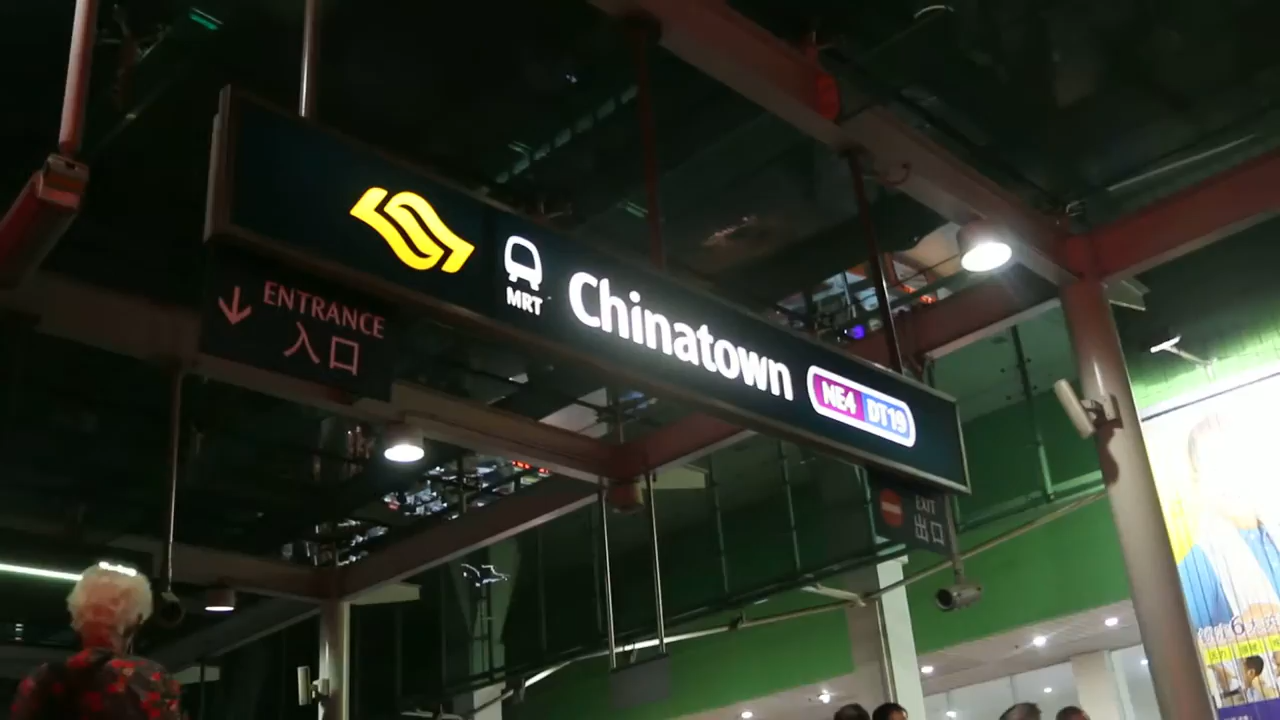 MRT
Chinatown
NE4 DT19
ENTRANCE
入口
EXIT
出口